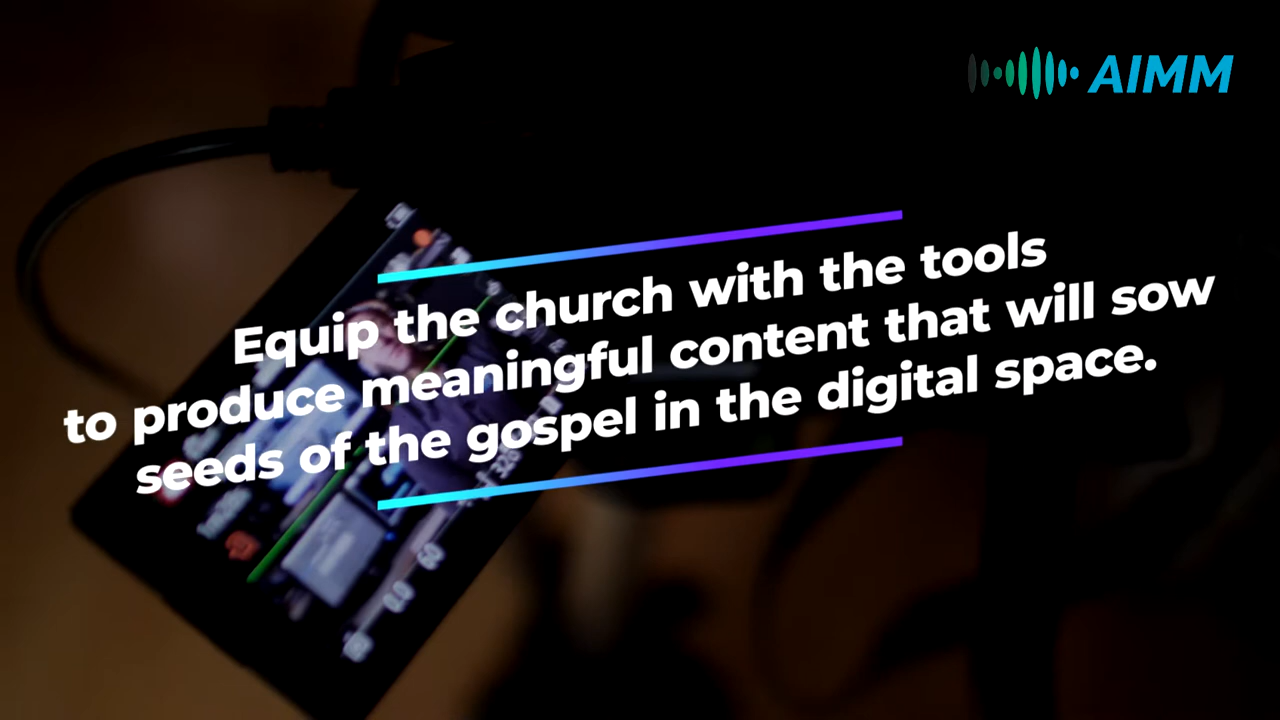 AIMM
Equip the church with the tools
to produce meaningful content that will sow
seeds of the gospel in the digital space.